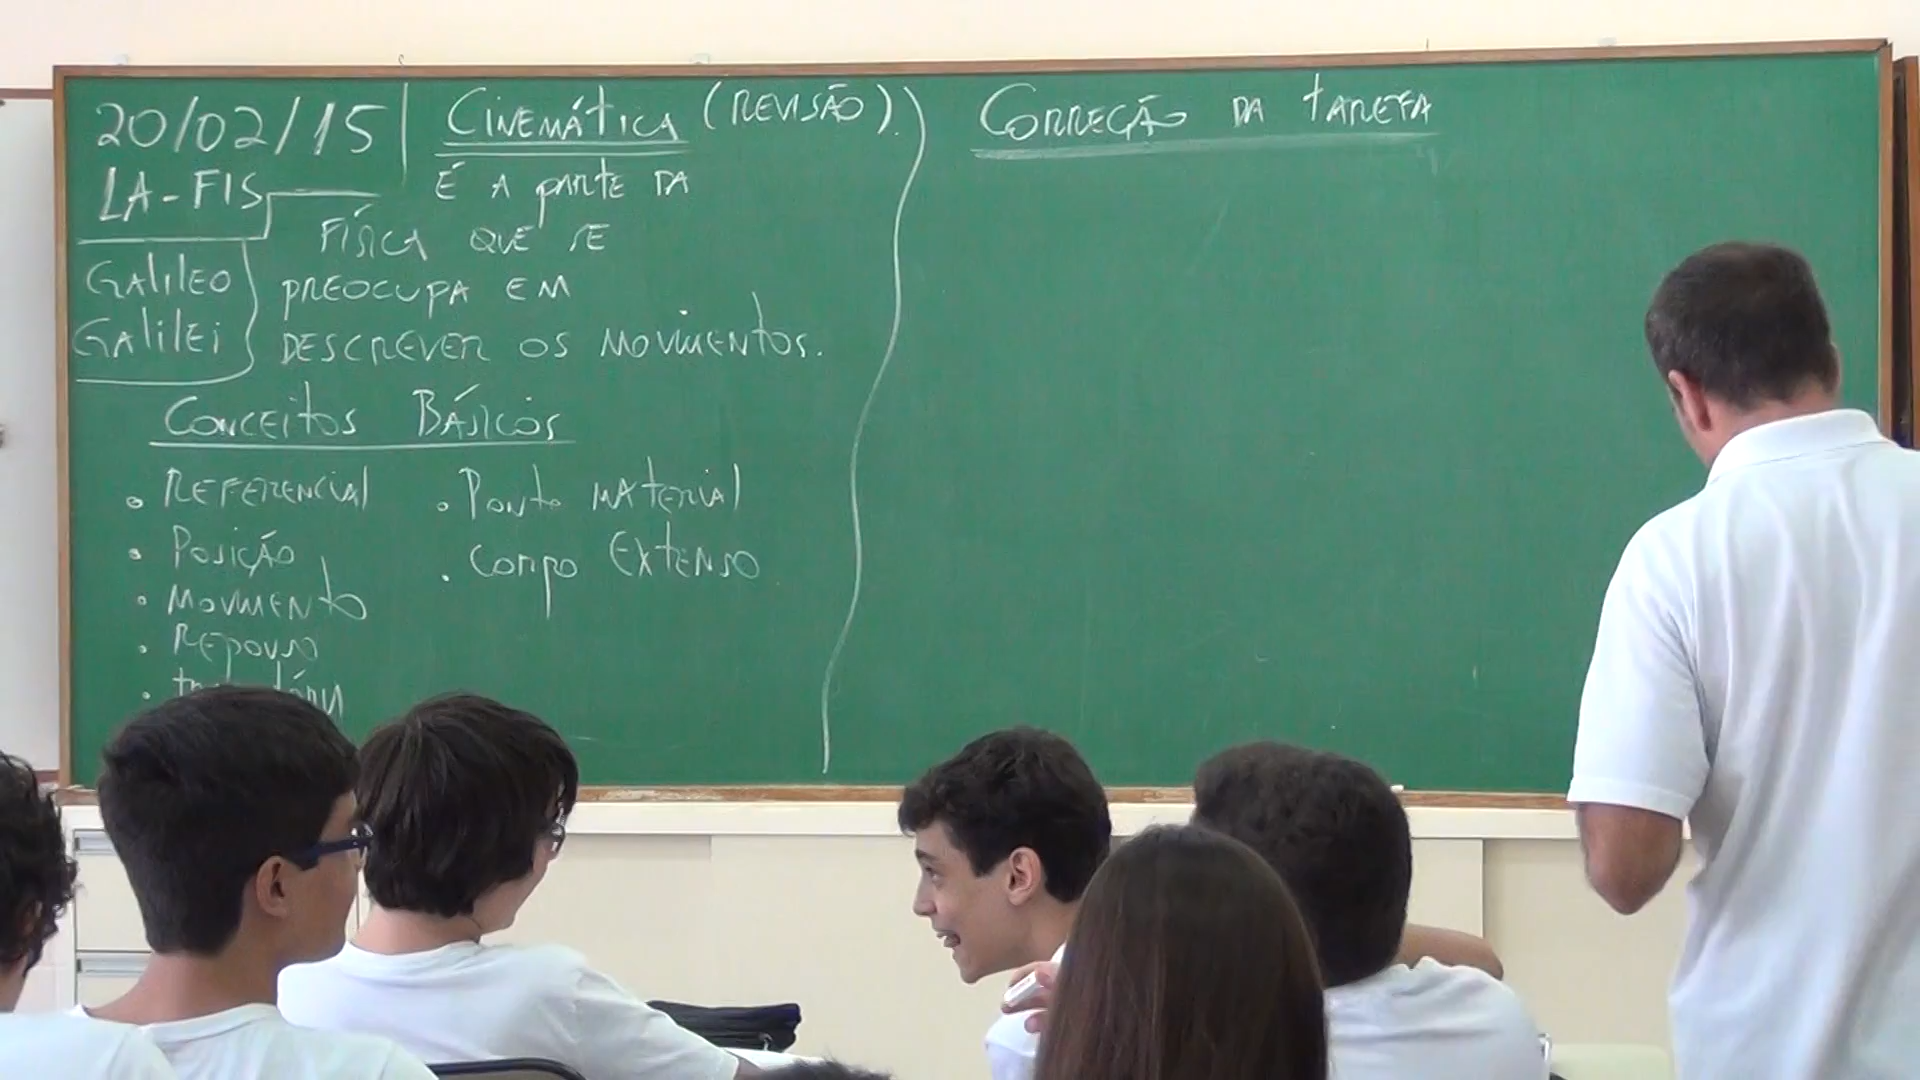 20/02/15
LA-FIS
GALILEO
GALILEI
CINEMÁTICA (REVISÃO).
É A PARTE DA
FÍSICA QUE SE
PREOCUPA EM
DESCREVER OS MOVIMENTOS.
CONCEITOS BÁSICOS
• REFERENCIAL
• POSIÇÃO
• MOVIMENTO
• REPOUSO
• PONTO MATERIAL
• CORPO EXTENSO
CORREÇÃO DA TAREFA